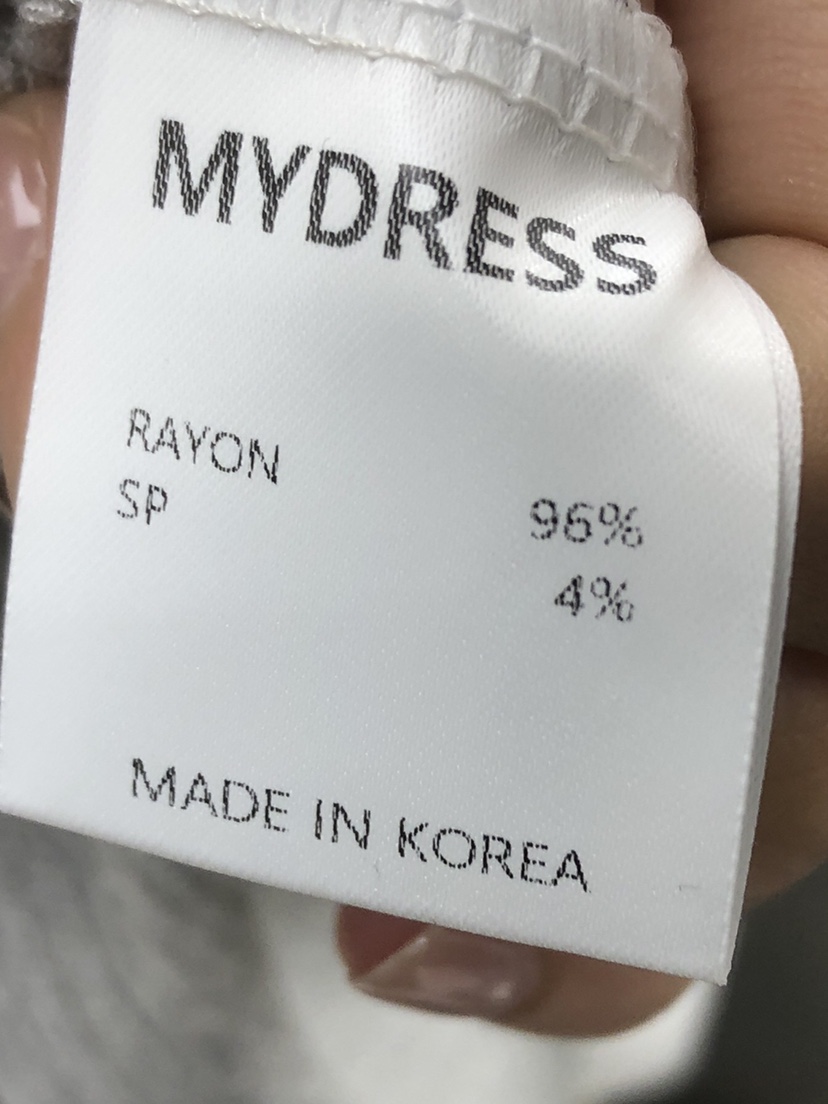 MYDRESS
RAYON 96%
SP 4%
MADE IN KOREA